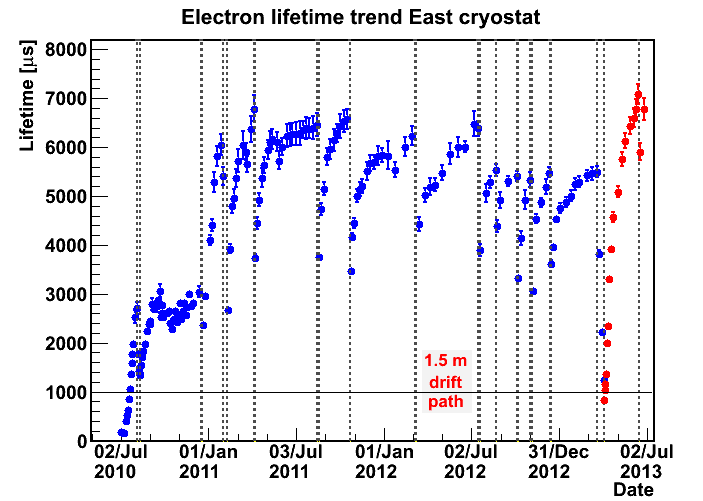 Electron lifetime trend East cryostat
Lifetime [μs]
8000
7000
6000
5000
4000
3000
2000
1000
0
1.5 m
drift
path
02/Jul 01/Jan 03/Jul 01/Jan 02/Jul 31/Dec 02/Jul
2010 2011 2011 2012 2012 2012 2013
Date